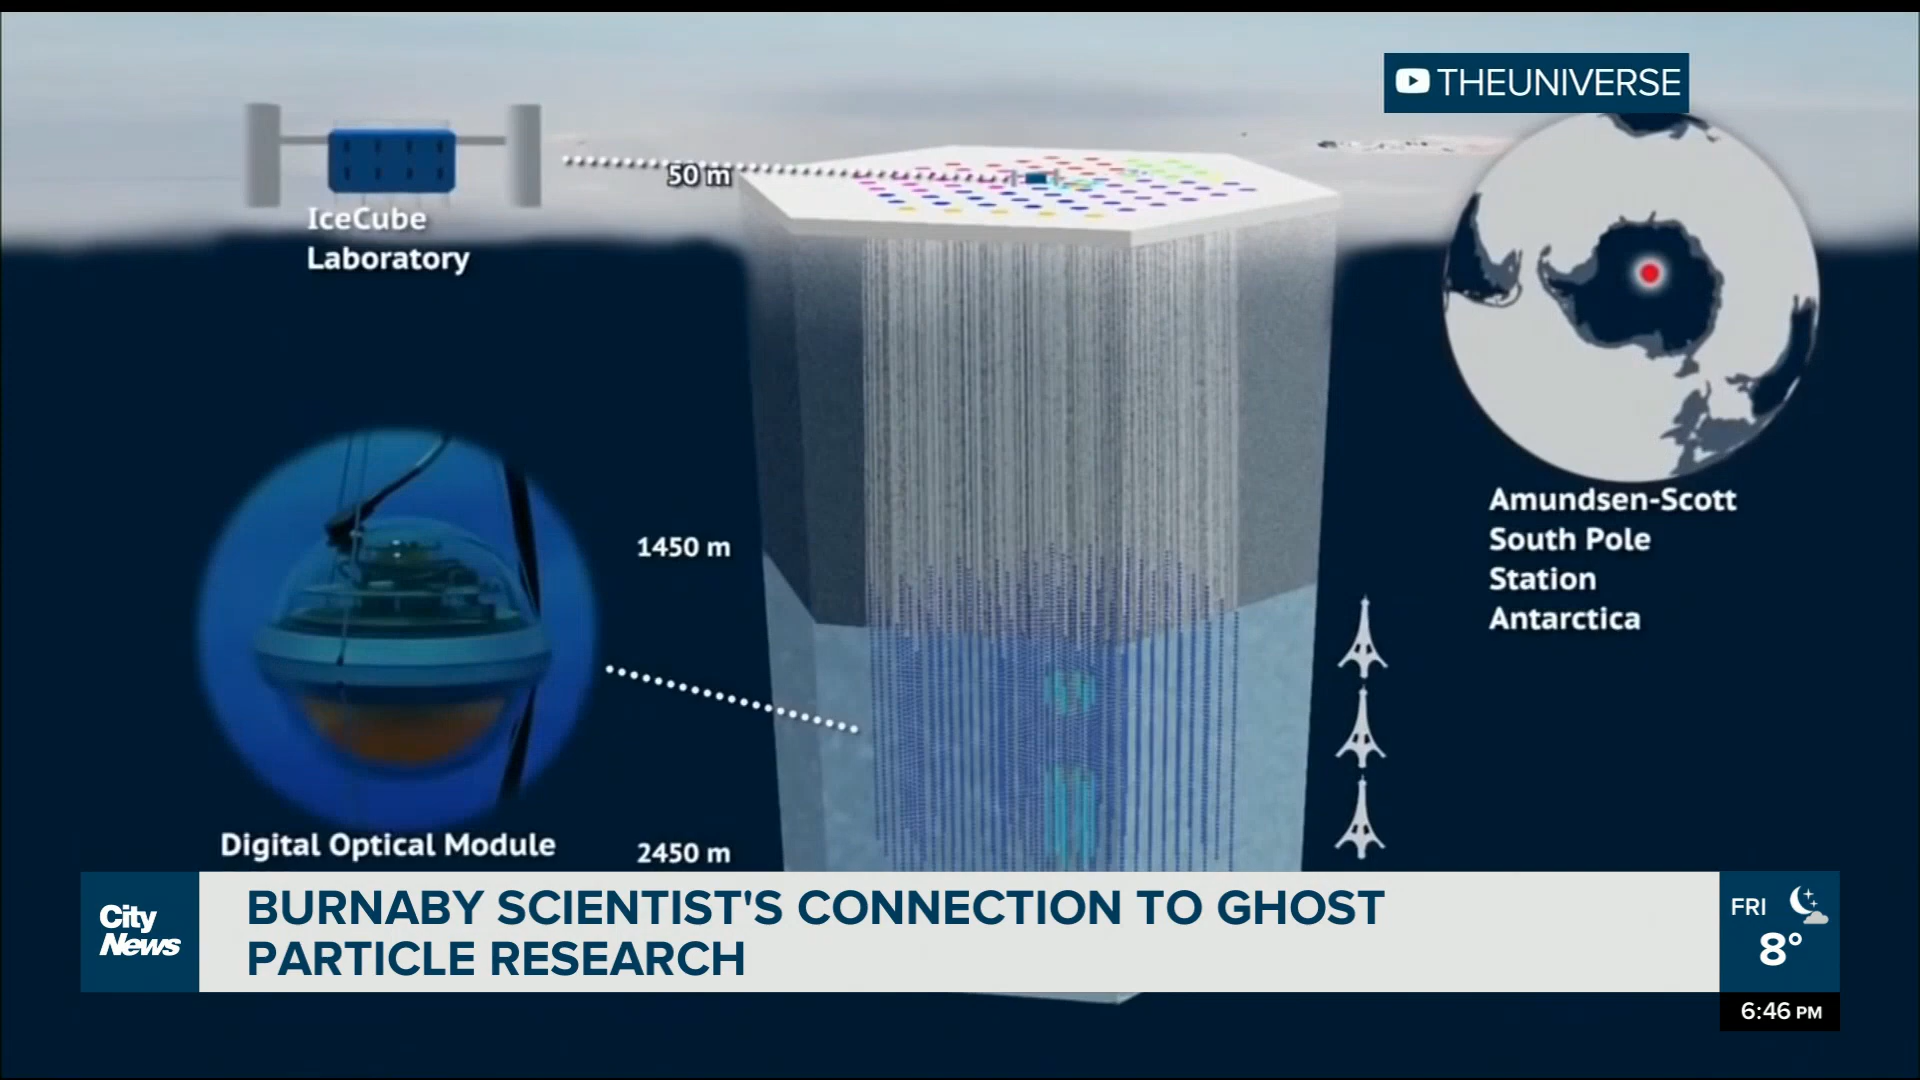 THEUNIVERSE
50 m
IceCube
Laboratory
1450 m
Amundsen-Scott
South Pole
Station
Antarctica
Digital Optical Module
2450 m
City
News
BURNABY SCIENTIST'S CONNECTION TO GHOST
PARTICLE RESEARCH
FRI
8°
6:46 PM